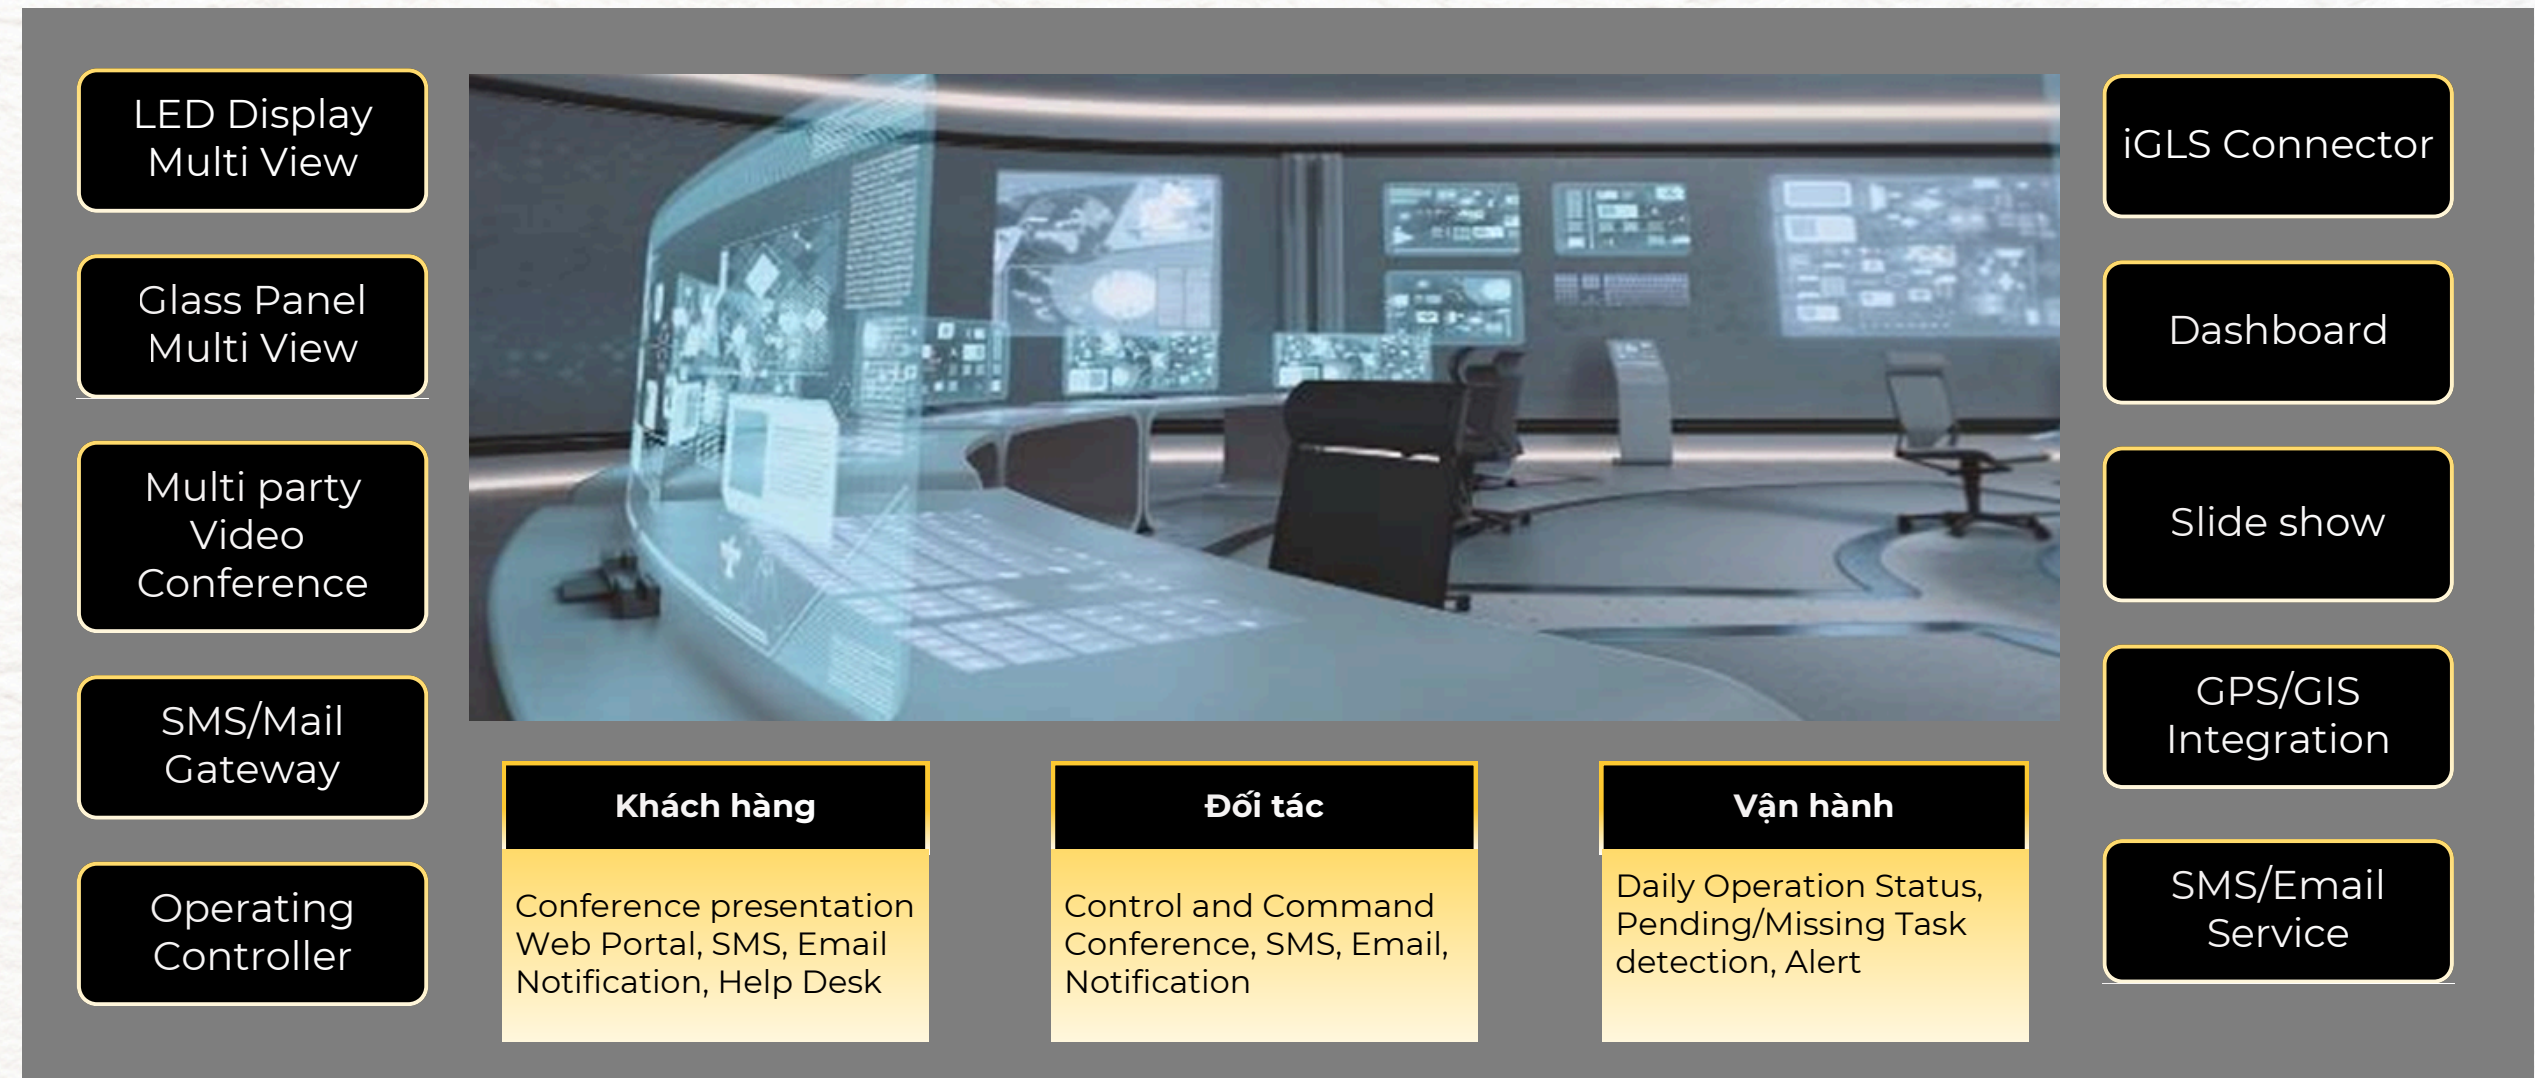 LED Display
Multi View
Glass Panel
Multi View
Multi party
Video
Conference
SMS/Mail
Gateway
Operating
Controller
iGLS Connector
Dashboard
Slide show
GPS/GIS
Integration
SMS/Email
Service
Khách hàng
Conference presentation
Web Portal, SMS, Email
Notification, Help Desk
Đối tác
Control and Command
Conference, SMS, Email,
Notification
Vận hành
Daily Operation Status,
Pending/Missing Task
detection, Alert